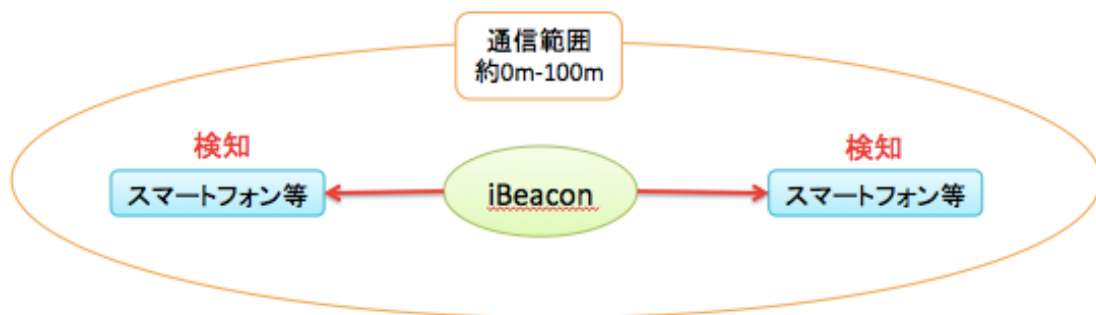 通信範囲
約0m-100m
検知
検知
スマートフォン等
iBeacon
スマートフォン等